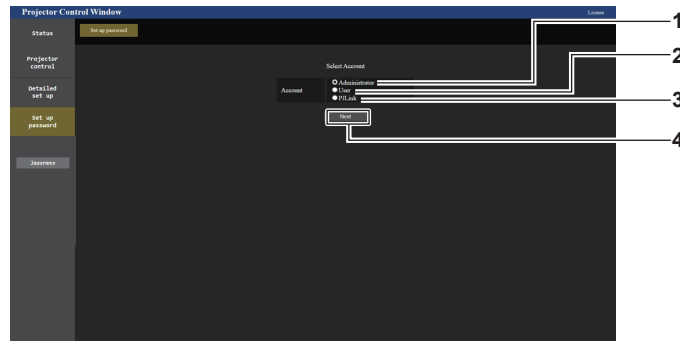 Projector Control Window
License
Status
Set up password
Projector
control
Detailed
set up
Set up
password
Japanese
Select Account
Account
Administrator
User
PJLink
Next
1
2
3
4